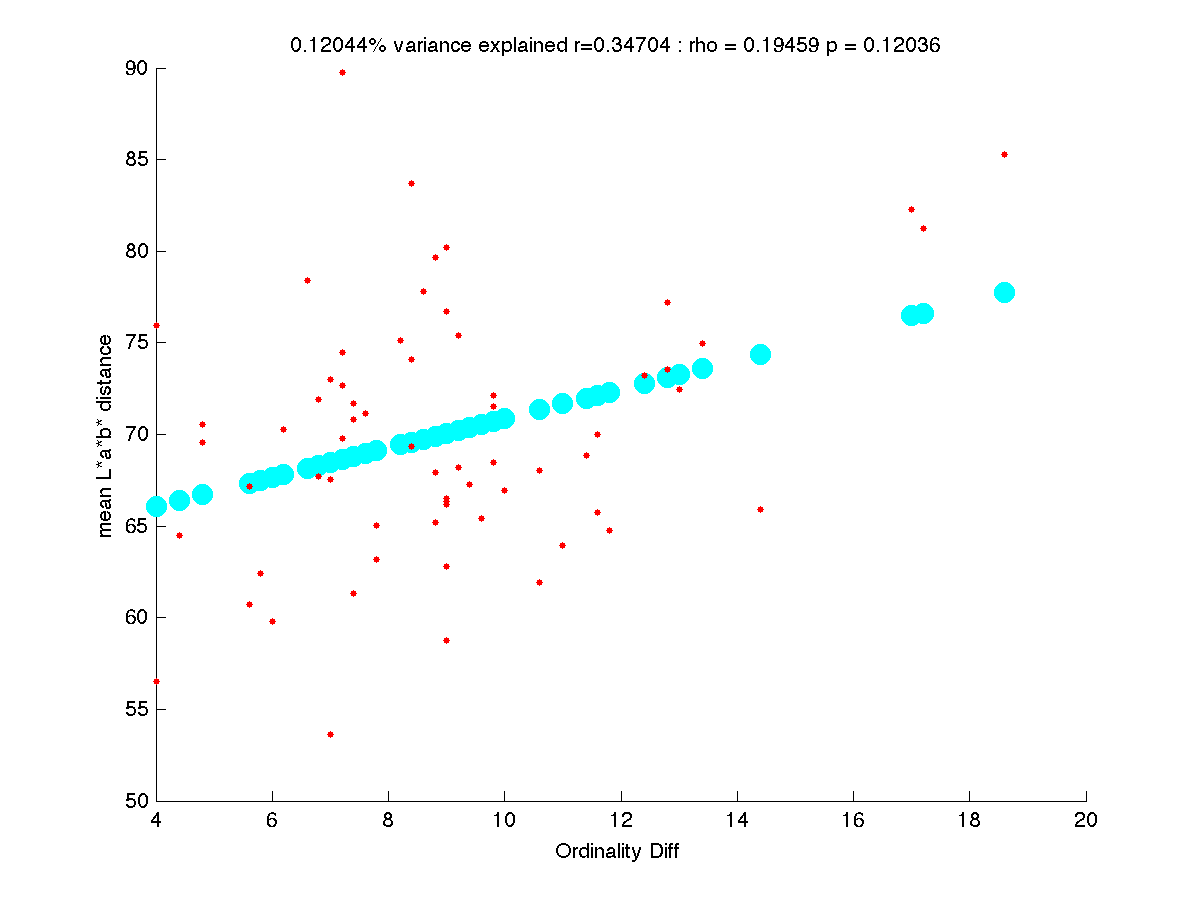 0.12044% variance explained r=0.34704 : rho = 0.19459 p = 0.12036
90
85
80
75
70
65
60
55
50
mean L*a*b* distance
4 6 8 10 12 14 16 18 20
Ordinality Diff